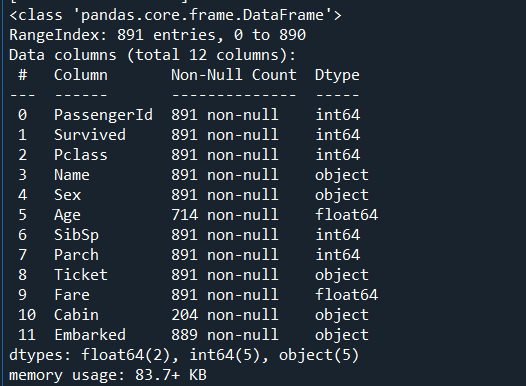 <class 'pandas.core.frame.DataFrame'>
RangeIndex: 891 entries, 0 to 890
Data columns (total 12 columns):
 #   Column       Non-Null Count  Dtype
---  ------       --------------  -----
 0   PassengerId  891 non-null    int64
 1   Survived     891 non-null    int64
 2   Pclass       891 non-null    int64
 3   Name         891 non-null    object
 4   Sex          891 non-null    object
 5   Age          714 non-null    float64
 6   SibSp        891 non-null    int64
 7   Parch        891 non-null    int64
 8   Ticket       891 non-null    object
 9   Fare         891 non-null    float64
 10  Cabin        204 non-null    object
 11  Embarked     889 non-null    object
dtypes: float64(2), int64(5), object(5)
memory usage: 83.7+ KB